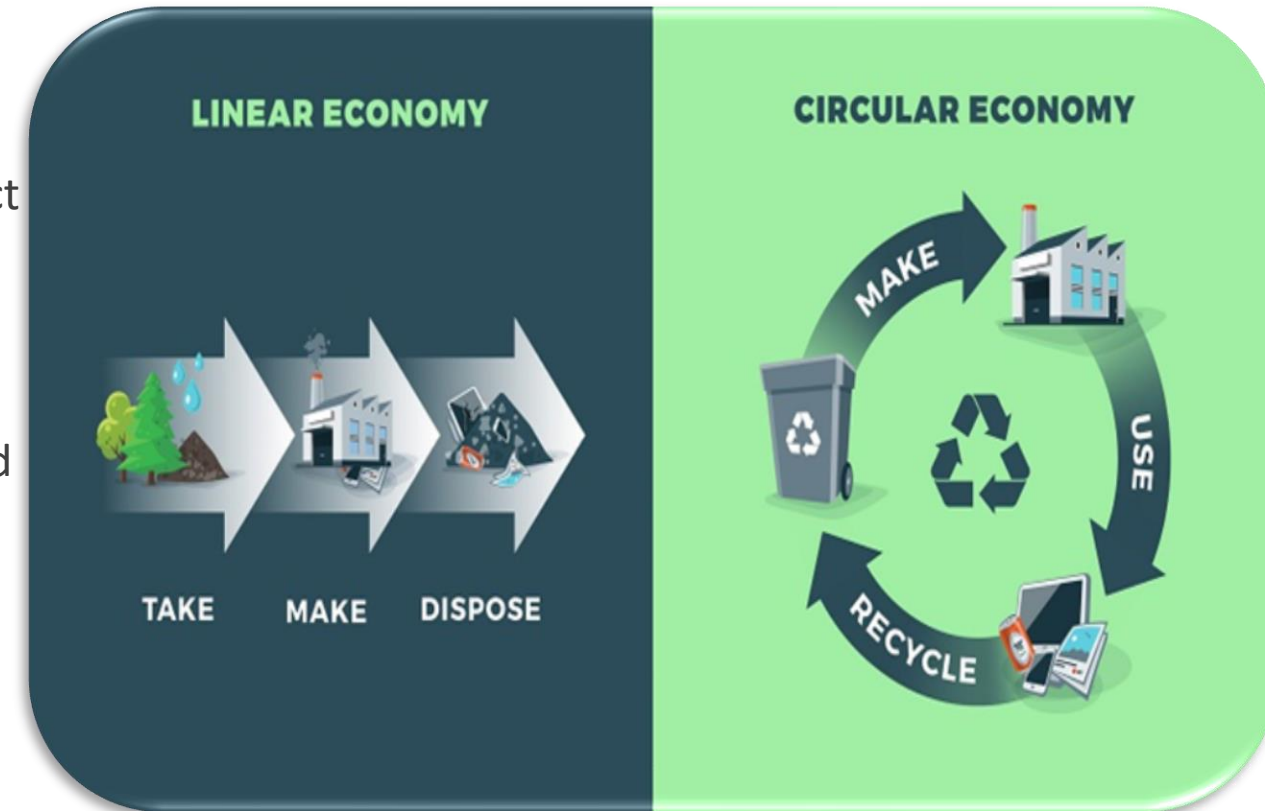 LINEAR ECONOMY
TAKE
MAKE
DISPOSE
CIRCULAR ECONOMY
MAKE
USE
RECYCLE